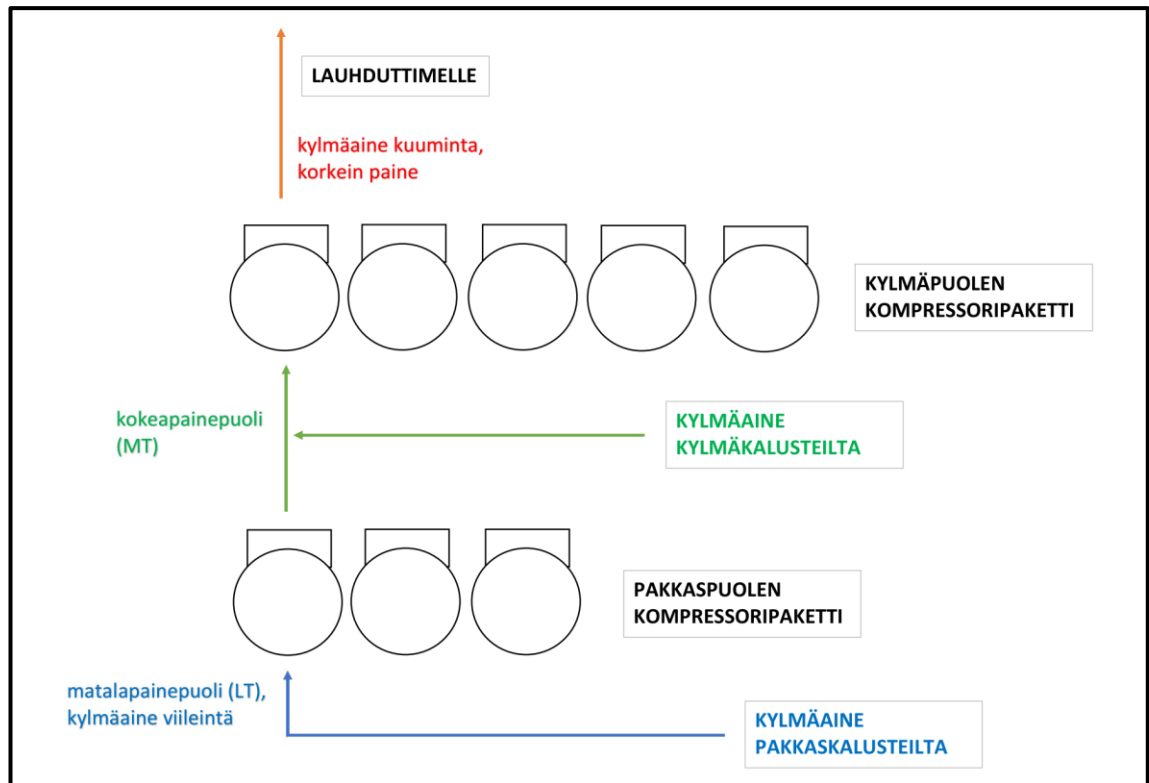 LAUHDUTTIMELLE
kylmäaine kuuminta,
korkein paine
KYLMÄPUOLEN
KOMPRESSORIPAKETTI
kokeapainepuoli
(MT)
KYLMÄAINE
KYLMÄKALUSTEILTA
PAKKASPUOLEN
KOMPRESSORIPAKETTI
matalapainepuoli (LT),
kylmäaine viileintä
KYLMÄAINE
PAKKASKALUSTEILTA